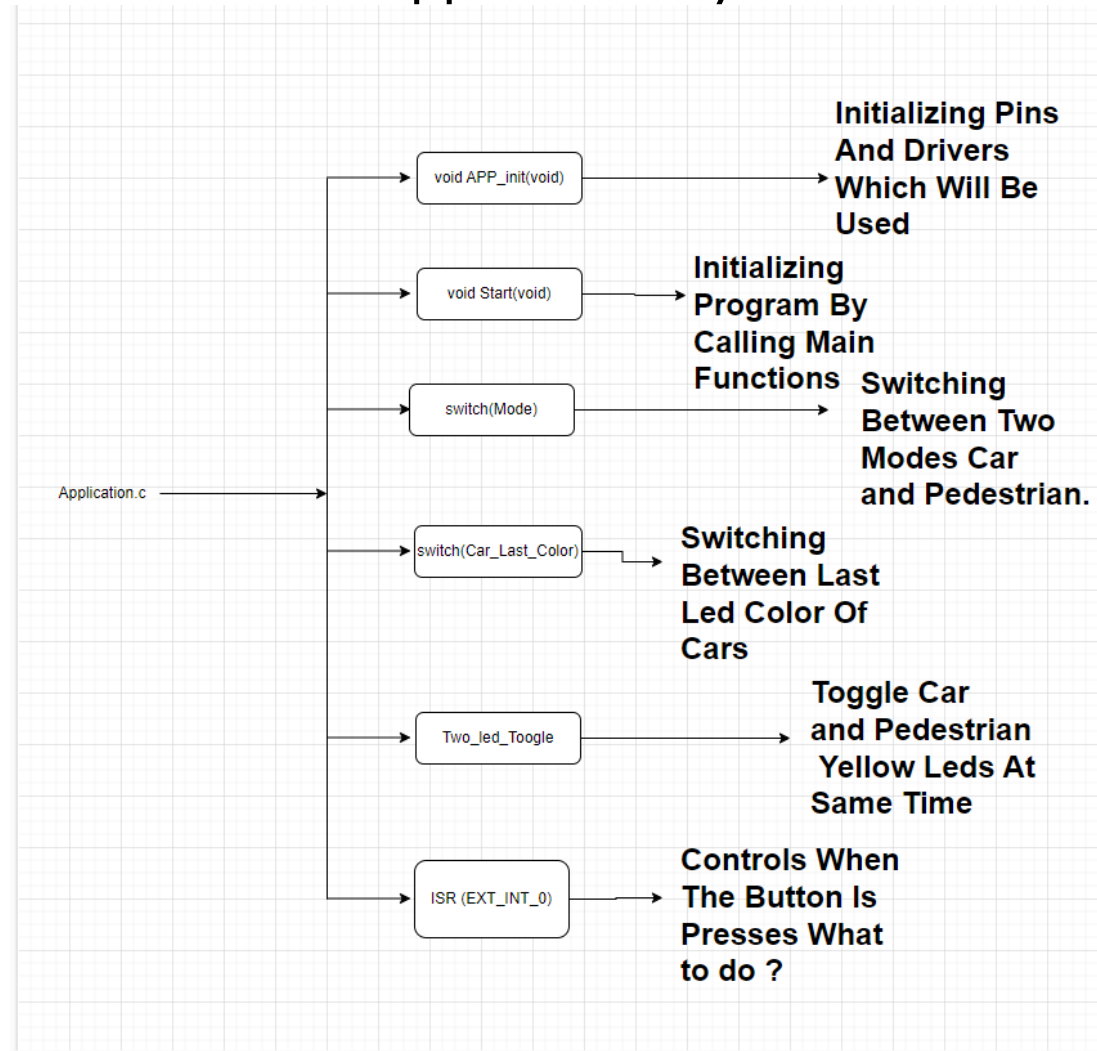 Initializing Pins
And Drivers
Which Will Be
Used
void APP_init(void)
Initializing
Program By
Calling Main
Functions
void Start(void)
Switching
Between Two
Modes Car
and Pedestrian.
switch(Mode)
Application.c
Switching
Between Last
Led Color Of
Cars
switch(Car_Last_Color)
Toggle Car
and Pedestrian
Yellow Leds At
Same Time
Two_led_Toogle
Controls When
The Button Is
Presses What
to do ?
ISR (EXT_INT_0)